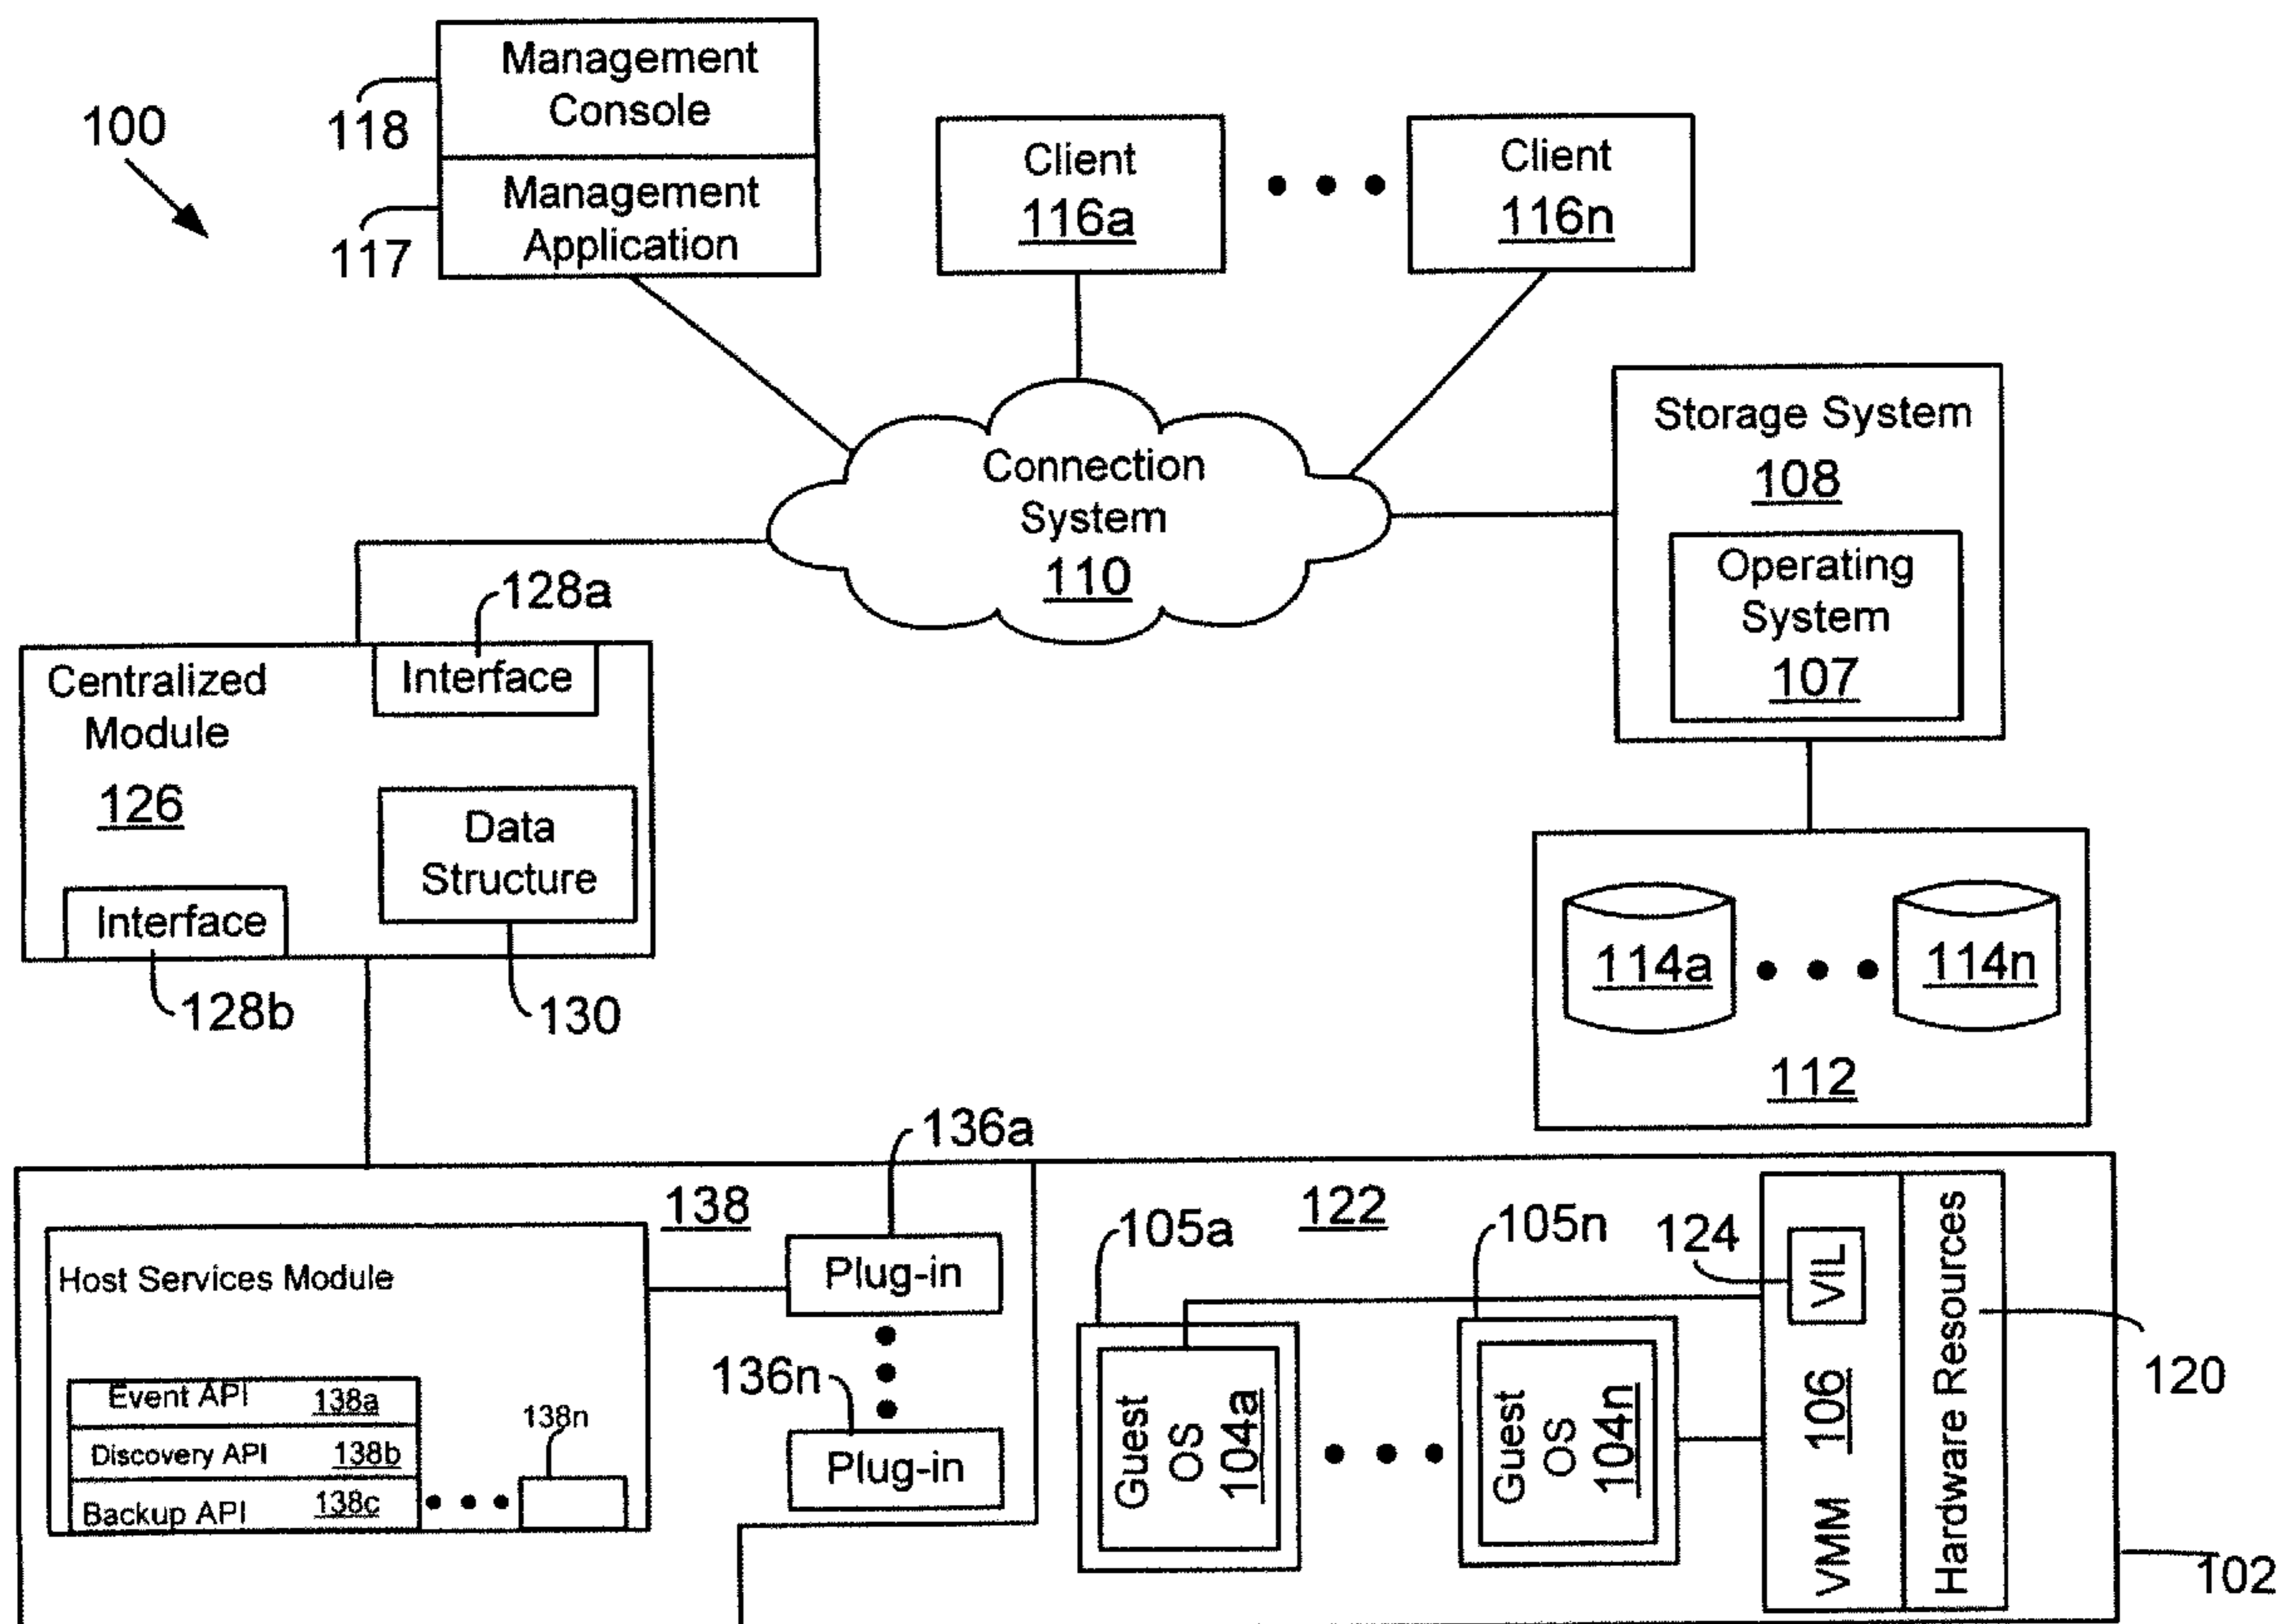 100
118
Management
Console
117
Management
Application
Client
116a
Client
116n
Connection
System
110
Storage System
108
Operating
System
107
128a
Centralized
Module
126
Interface
Data
Structure
Interface
128b
130
114a
114n
112
136a
138
Host Services Module
Plug-in
136n
Plug-in
Event API 138a
Discovery API 138b
Backup API 138c
138n
122
105a
105n
124
Guest
OS
104a
Guest
OS
104n
VIL
VMM 106
Hardware Resources
120
102